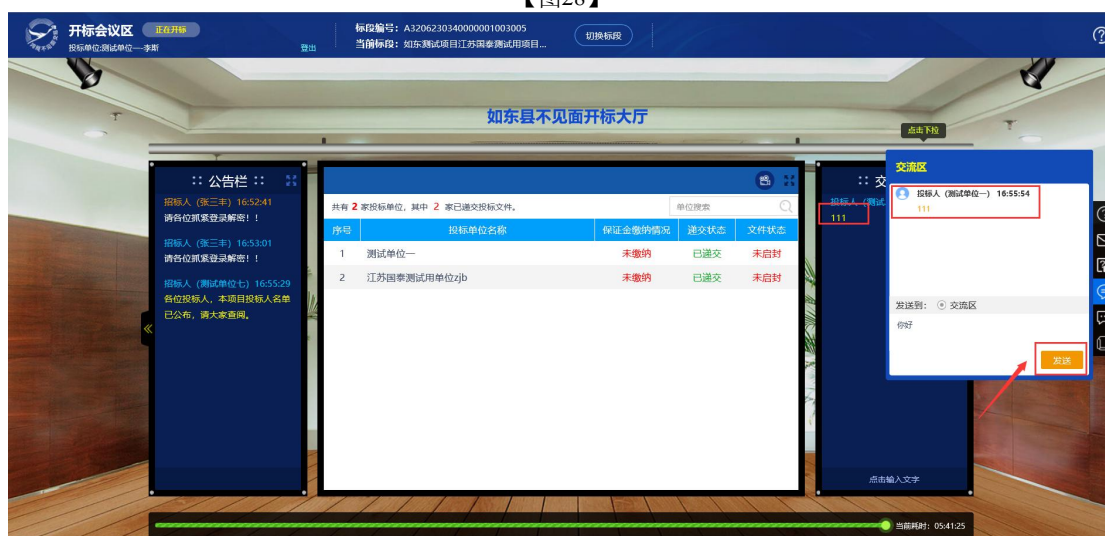 【图28】
开标会议区 正在开标
投标单位:测试单位一---李斯 登出
标段编号：A3206230340000001003005
当前标段：如东测试项目江苏国泰测试用项目...
切换标段
如东县不见面开标大厅
点击下拉
:: 公告栏 ::
招标人（张三丰）16:52:41
请各位抓紧登录解密！！
招标人（张三丰）16:53:01
请各位抓紧登录解密！！
招标人（测试单位七）16:55:29
各位投标人，本项目投标人名单
已公布，请大家查阅。
共有 2 家投标单位，其中 2 家已递交投标文件。 单位搜索
序号 投标单位名称 保证金缴纳情况 递交状态 文件状态
1 测试单位一 未缴纳 已递交 未启封
2 江苏国泰测试用单位zjb 未缴纳 已递交 未启封
:: 交
投标人（测试
111
点击输入文字
交流区
投标人（测试单位一） 16:55:54
111
发送到： 交流区
你好
发送
当前耗时：05:41:25